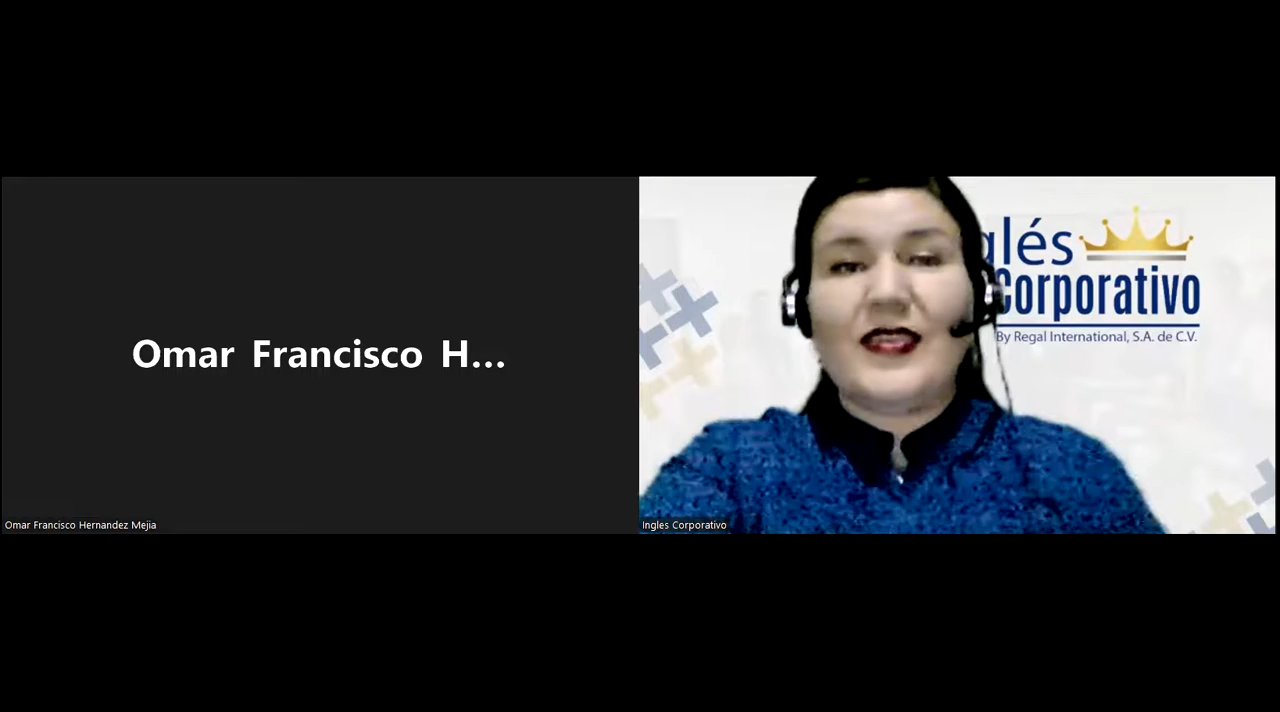 Omar Francisco H...
Omar Francisco Hernandez Mejia
glés
Corporativo
By Regal International, S.A. de C.V.
Ingles Corporativo